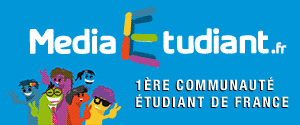 MediaEtudiant.fr
1ÈRE COMMUNAUTÉ
ÉTUDIANT DE FRANCE